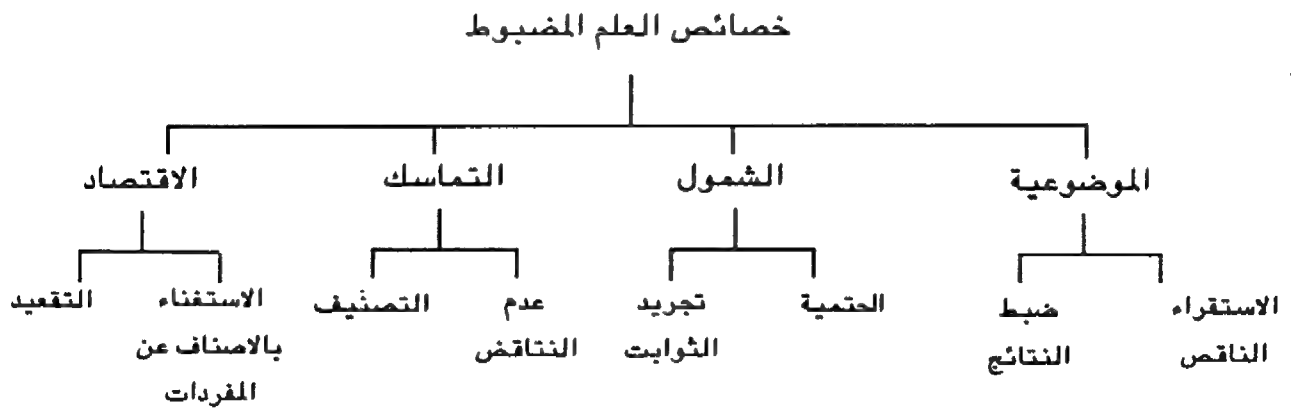 خصائص العلم المضبوط
الموضوعية الشمول التماسك الاقتصاد
الاستقراء ضبط الحتمية تجريد عدم التصنيف الاستغناء التقعيد
الناقص النتائج الثوابت النتاقض بالاصناف عن
المفردات